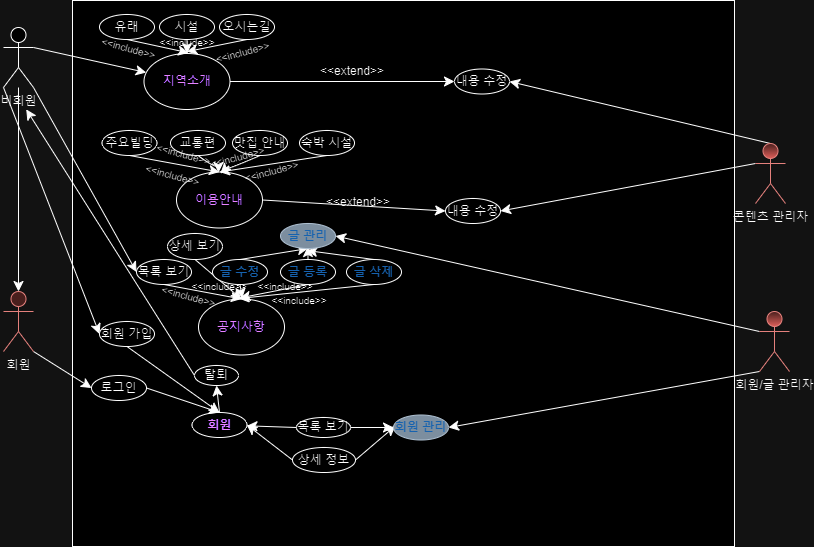 유래
시설
오시는길
<<include>>
<<include>>
<<include>>
지역소개
<<extend>>
내용 수정
비회원
주요빌딩
교통편
맛집 안내
숙박 시설
<<include>>
<<include>>
<<include>>
<<include>>
이용안내
<<extend>>
내용 수정
콘텐츠 관리자
글 관리
상세 보기
목록 보기
글 수정
글 등록
글 삭제
<<include>>
<<include>>
<<include>>
<<include>>
공지사항
회원 가입
회원
탈퇴
로그인
회원
목록 보기
회원 관리
상세 정보
회원/글 관리자